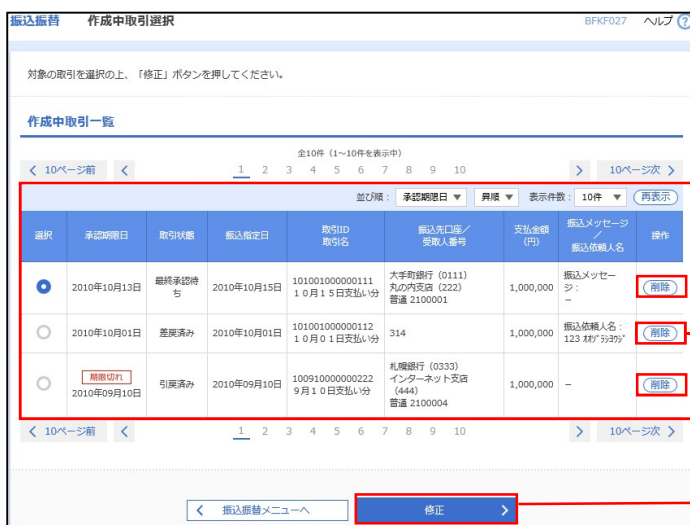 振込振替 作成中取引選択 BFKF027 ヘルプ ?
対象の取引を選択の上、「修正」ボタンを押してください。
作成中取引一覧
全10件（1～10件を表示中）
< 10ページ前 < 1 2 3 4 5 6 7 8 9 10 > 10ページ次 >
並び順： 承認期限日 ▼ 昇順 ▼ 表示件数： 10件 ▼ 再表示
選択 承認期限日 取引状態 振込指定日 取引ID 取引名 振込先口座／ 受取人番号 支払金額 (円) 振込メッセージ ／ 振込依頼人名 操作
2010年10月13日 最終承認待ち 2010年10月15日 101001000000111 １０月１５日支払い分 大手町銀行（0111） 丸の内支店（222） 普通 2100001 1,000,000 振込メッセージ： － 削除
2010年10月01日 差戻済み 2010年10月01日 101001000000112 １０月０１日支払い分 314 1,000,000 振込依頼人名： 123 削除
期限切れ 2010年09月10日 引戻済み 2010年09月10日 100910000000222 ９月１０日支払い分 札幌銀行（0333） インターネット支店 （444） 普通 2100004 1,000,000 － 削除
< 10ページ前 < 1 2 3 4 5 6 7 8 9 10 > 10ページ次 >
< 振込振替メニューへ 修正 >